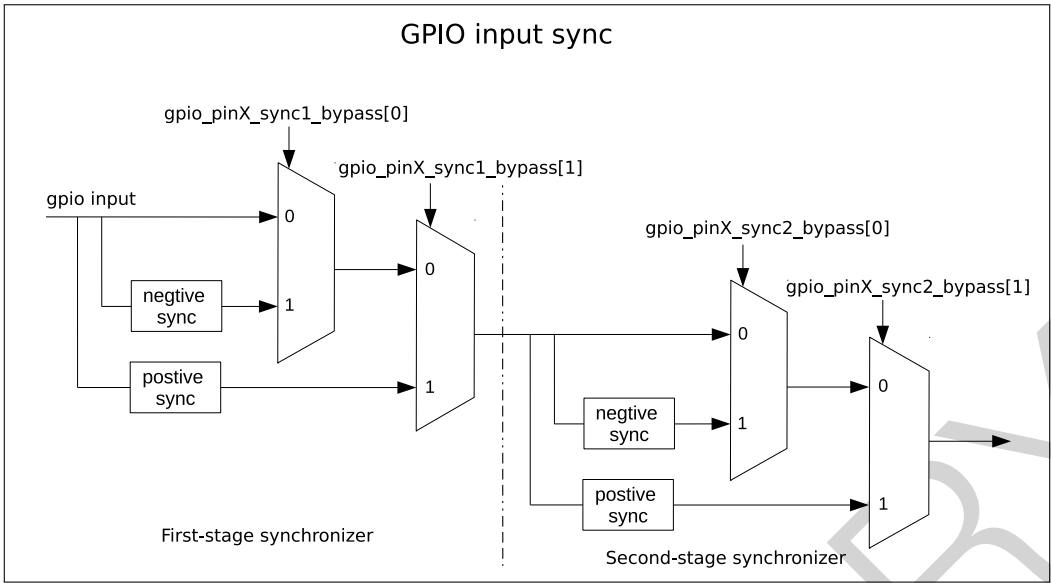 GPIO input sync
gpio_pinX_sync1_bypass[0]
gpio_pinX_sync1_bypass[1]
gpio input
0
0
negtive
sync
1
postive
sync
1
gpio_pinX_sync2_bypass[0]
gpio_pinX_sync2_bypass[1]
0
0
negtive
sync
1
postive
sync
1
First-stage synchronizer
Second-stage synchronizer